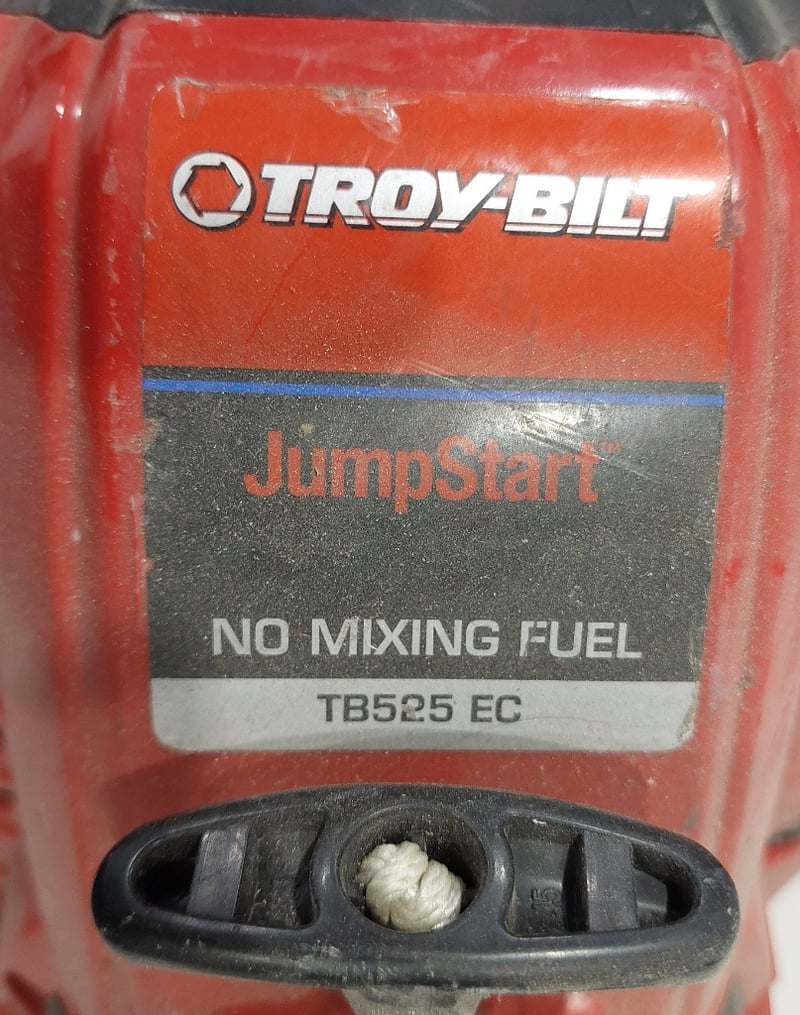 TROY-BILT
JumpStart™
NO MIXING FUEL
TB525 EC